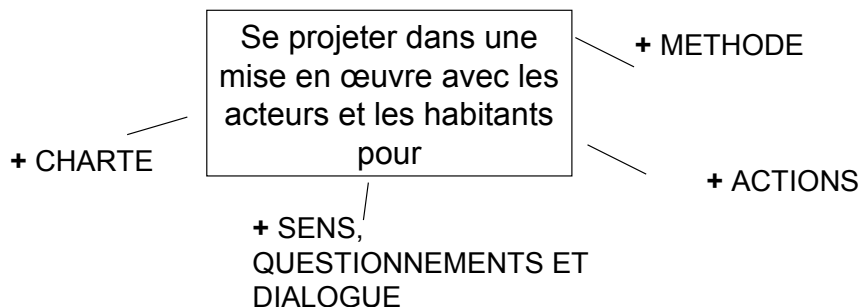 Se projeter dans une
mise en œuvre avec les
acteurs et les habitants
pour
+ METHODE
+ CHARTE
+ ACTIONS
+ SENS,
QUESTIONNEMENTS ET
DIALOGUE